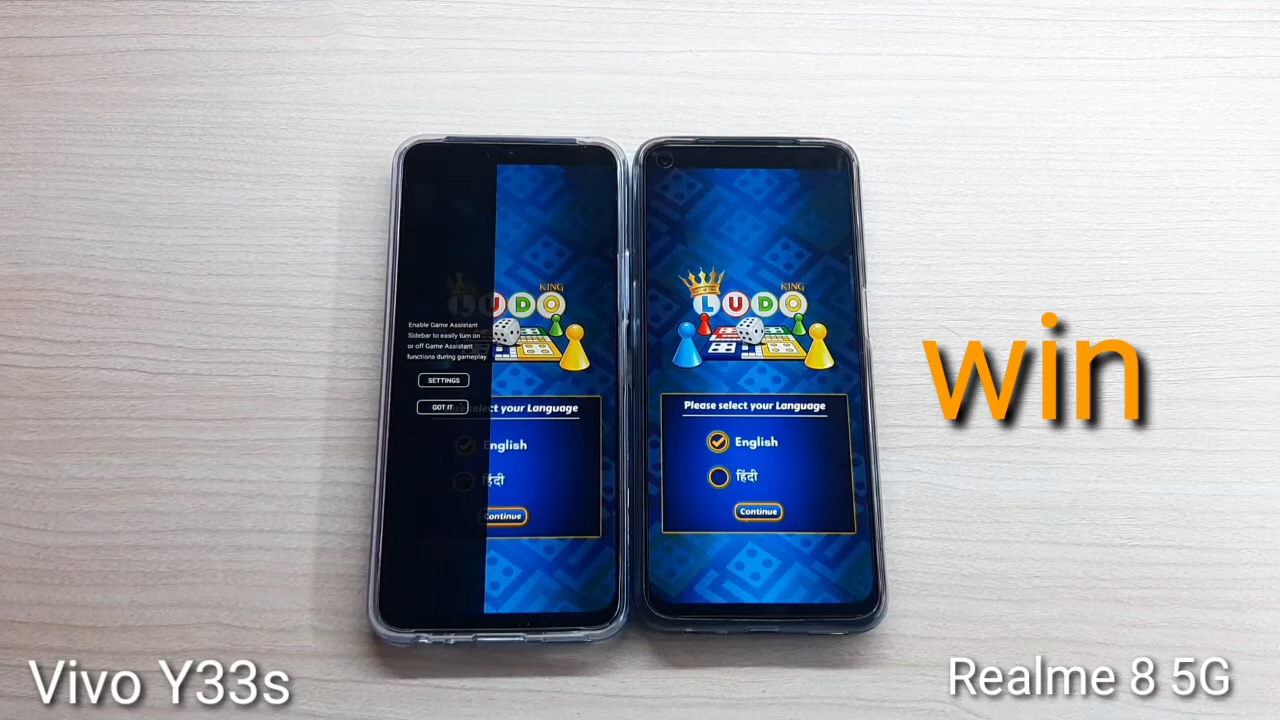 KING
LUDO
Enable Game Assistant
Sidebar to easily turn on
or off Game Assistant
functions during gameplay
SETTINGS
GOT IT
select your Language
English
हिंदी
Continue
KING
LUDO
Please select your Language
English
हिंदी
Continue
win
Vivo Y33s
Realme 8 5G